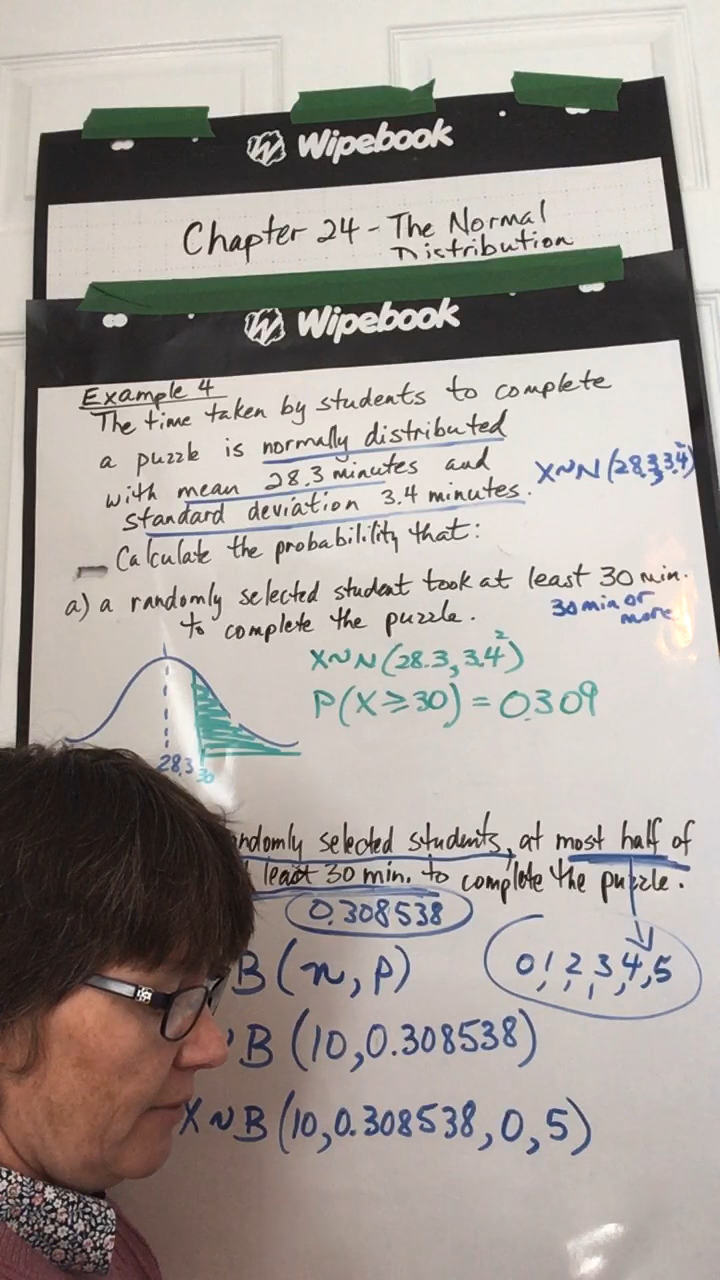 Wipebook
Chapter 24 - The Normal
Distribution
Wipebook
Example 4
The time taken by students to complete
a puzzle is normally distributed
with mean 28.3 minutes and
standard deviation 3.4 minutes.
X~N(28.3, 3.4²)
Calculate the probability that:
a) a randomly selected student took at least 30 min.
to complete the puzzle.
30 min or
more
X~N(28.3, 3.4²)
P(X≥30) = 0.309
28.3 30
selected students, at most half of
least 30 min. to complete the puzzle.
0.308538
B(n, p)
0, 1, 2, 3, 4, 5
B(10, 0.308538)
X~B(10, 0.308538, 0, 5)